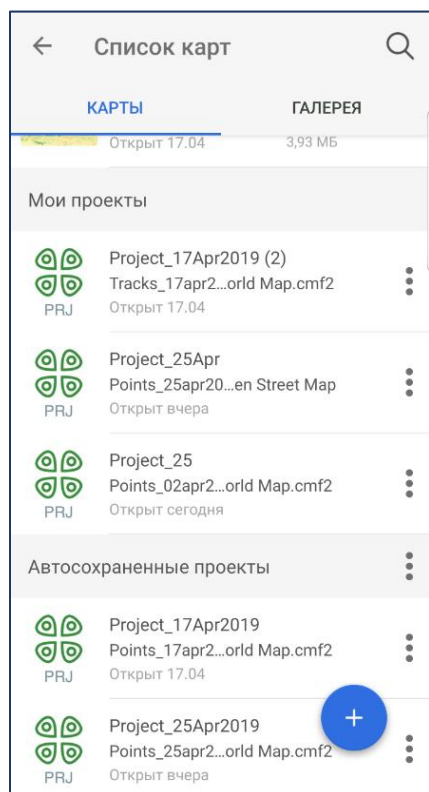 Список карт
КАРТЫ ГАЛЕРЕЯ
Открыт 17.04 3,93 МБ
Мои проекты
Project_17Apr2019 (2)
Tracks_17apr2...orld Map.cmf2
PRJ Открыт 17.04
Project_25Apr
Points_25apr20...en Street Map
PRJ Открыт вчера
Project_25
Points_02apr2...orld Map.cmf2
PRJ Открыт сегодня
Автосохраненные проекты
Project_17Apr2019
Points_17apr2...orld Map.cmf2
PRJ Открыт 17.04
Project_25Apr2019
Points_25apr2...orld Map.cmf2
PRJ Открыт вчера